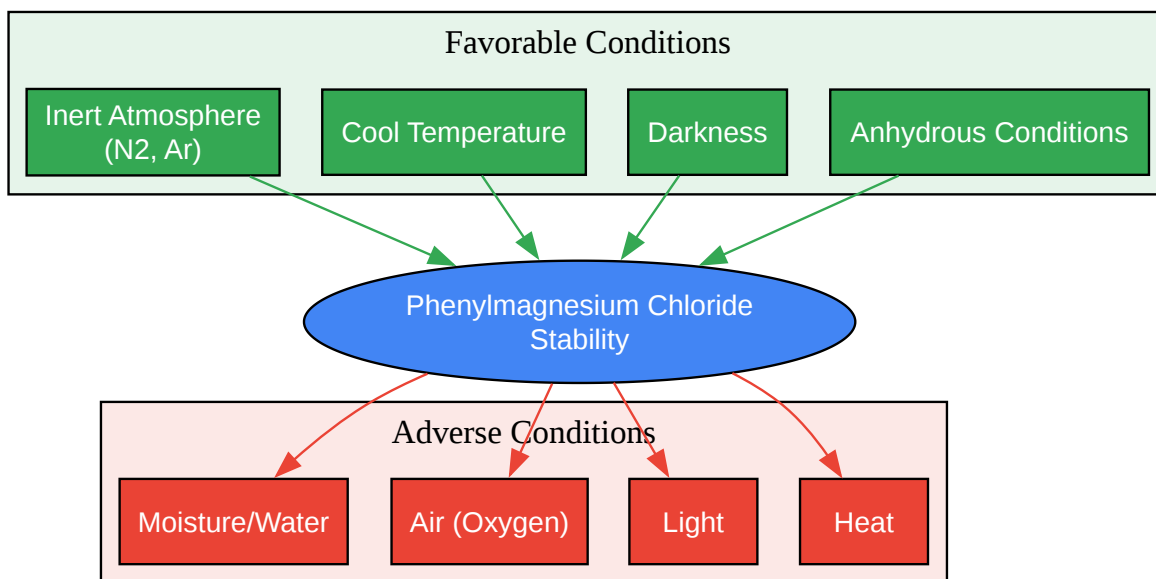 Favorable Conditions
Inert Atmosphere
(N2, Ar)
Cool Temperature
Darkness
Anhydrous Conditions
Phenylmagnesium Chloride
Stability
Adverse Conditions
Moisture/Water
Air (Oxygen)
Light
Heat